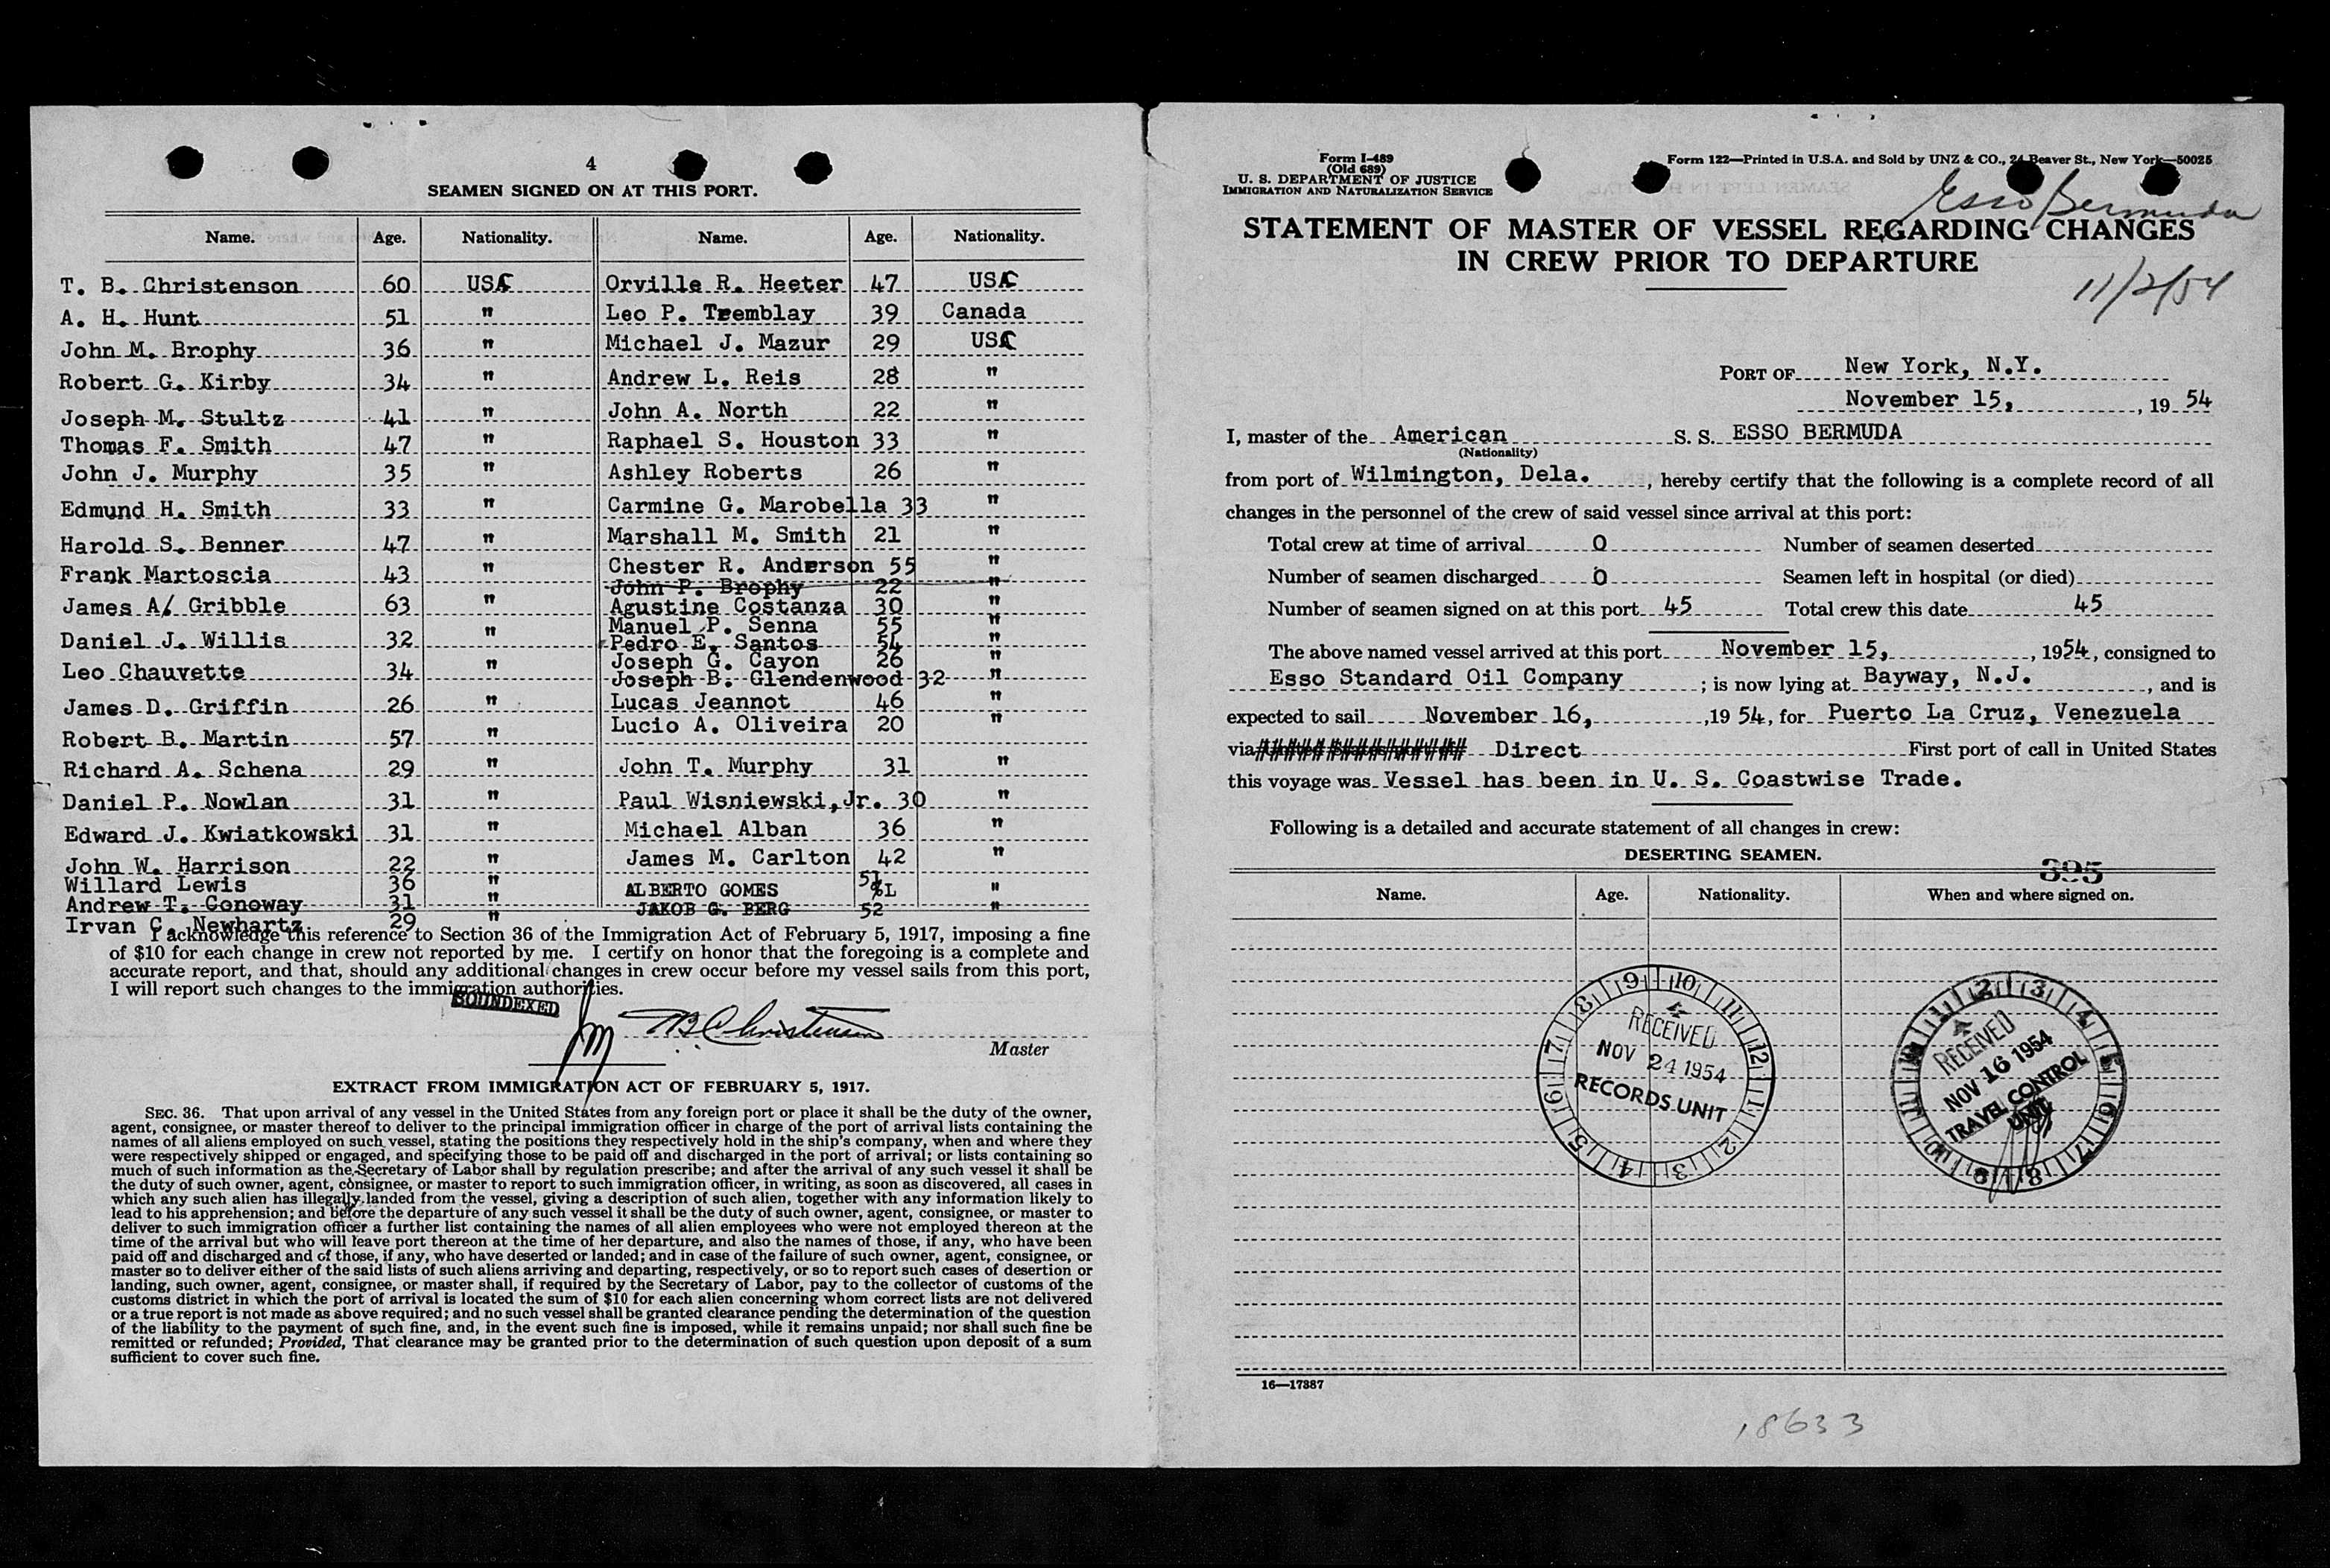 4
SEAMEN SIGNED ON AT THIS PORT.
Name. Age. Nationality. Name. Age. Nationality.
T. B. Christenson 60 USC Orville R. Heeter 47 USC
A. H. Hunt 51 " Leo P. Tremblay 39 Canada
John M. Brophy 36 " Michael J. Mazur 29 USC
Robert G. Kirby 34 " Andrew L. Reis 28 "
Joseph M. Stultz 41 " John A. North 22 "
Thomas F. Smith 47 " Raphael S. Houston 33 "
John J. Murphy 35 " Ashley Roberts 26 "
Edmund H. Smith 33 " Carmine G. Marobella 33 "
Harold S. Benner 47 " Marshall M. Smith 21 "
Frank Martoscia 43 " Chester R. Anderson 55 "
John P. Brophy 22 "
James A/ Gribble 63 " Agustine Costanza 30 "
Manuel P. Senna 55 "
Daniel J. Willis 32 " Pedro E. Santos 54 "
Joseph G. Cayon 26 "
Leo Chauvette 34 " Joseph B. Glendenwood 32 "
James D. Griffin 26 " Lucas Jeannot 46 "
Lucio A. Oliveira 20 "
Robert B. Martin 57 "
Richard A. Schena 29 " John T. Murphy 31 "
Daniel P. Nowlan 31 " Paul Wisniewski,Jr. 30 "
Edward J. Kwiatkowski 31 " Michael Alban 36 "
John W. Harrison 22 " James M. Carlton 42 "
Willard Lewis 36 " ALBERTO GOMES 51 "
Andrew T. Conoway 31 " JAKOB G. BERG 52 "
Irvan C. Newhartz 29 "
I acknowledge this reference to Section 36 of the Immigration Act of February 5, 1917, imposing a fine
of $10 for each change in crew not reported by me. I certify on honor that the foregoing is a complete and
accurate report, and that, should any additional changes in crew occur before my vessel sails from this port,
I will report such changes to the immigration authorities.
SOUNDEXED
TB Christenson
Master
EXTRACT FROM IMMIGRATION ACT OF FEBRUARY 5, 1917.
SEC. 36. That upon arrival of any vessel in the United States from any foreign port or place it shall be the duty of the owner,
agent, consignee, or master thereof to deliver to the principal immigration officer in charge of the port of arrival lists containing the
names of all aliens employed on such vessel, stating the positions they respectively hold in the ship's company, when and where they
were respectively shipped or engaged, and specifying those to be paid off and discharged in the port of arrival; or lists containing so
much of such information as the Secretary of Labor shall by regulation prescribe; and after the arrival of any such vessel it shall be
the duty of such owner, agent, consignee, or master to report to such immigration officer, in writing, as soon as discovered, all cases in
which any such alien has illegally landed from the vessel, giving a description of such alien, together with any information likely to
lead to his apprehension; and before the departure of any such vessel it shall be the duty of such owner, agent, consignee, or master to
deliver to such immigration officer a further list containing the names of all alien employees who were not employed thereon at the
time of the arrival but who will leave port thereon at the time of her departure, and also the names of those, if any, who have been
paid off and discharged and of those, if any, who have deserted or landed; and in case of the failure of such owner, agent, consignee, or
master so to deliver either of the said lists of such aliens arriving and departing, respectively, or so to report such cases of desertion or
landing, such owner, agent, consignee, or master shall, if required by the Secretary of Labor, pay to the collector of customs of the
customs district in which the port of arrival is located the sum of $10 for each alien concerning whom correct lists are not delivered
or a true report is not made as above required; and no such vessel shall be granted clearance pending the determination of the question
of the liability to the payment of such fine, and, in the event such fine is imposed, while it remains unpaid; nor shall such fine be
remitted or refunded; Provided, That clearance may be granted prior to the determination of such question upon deposit of a sum
sufficient to cover such fine.
Form I-489
(Old 689)
U. S. DEPARTMENT OF JUSTICE
IMMIGRATION AND NATURALIZATION SERVICE
Form 122—Printed in U.S.A. and Sold by UNZ & CO., 24 Beaver St., New York—50025
Esso Bermuda
STATEMENT OF MASTER OF VESSEL REGARDING CHANGES
IN CREW PRIOR TO DEPARTURE
11/2/54
PORT OF New York, N.Y.
November 15, , 19 54
I, master of the American S. S. ESSO BERMUDA
(Nationality)
from port of Wilmington, Dela. , hereby certify that the following is a complete record of all
changes in the personnel of the crew of said vessel since arrival at this port:
Total crew at time of arrival 0 Number of seamen deserted
Number of seamen discharged 0 Seamen left in hospital (or died)
Number of seamen signed on at this port 45 Total crew this date 45
The above named vessel arrived at this port November 15, , 1954, consigned to
Esso Standard Oil Company ; is now lying at Bayway, N.J. , and is
expected to sail November 16, ,19 54, for Puerto La Cruz, Venezuela
via Direct First port of call in United States
this voyage was Vessel has been in U. S. Coastwise Trade.
Following is a detailed and accurate statement of all changes in crew:
DESERTING SEAMEN.
395
Name. Age. Nationality. When and where signed on.
RECEIVED
NOV 24 1954
RECORDS UNIT
RECEIVED
NOV 16 1954
TRAVEL CONTROL
UNIT
16—17387
18633